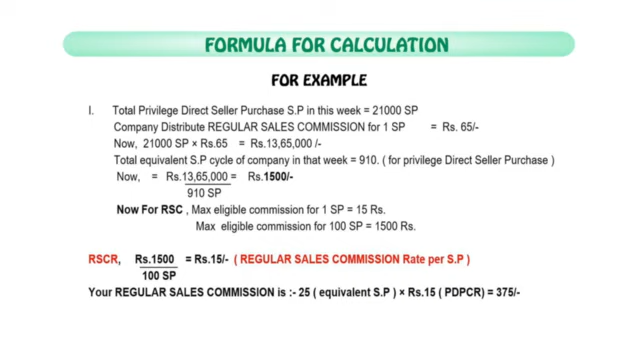 FORMULA FOR CALCULATION
FOR EXAMPLE
I. Total Privilege Direct Seller Purchase S.P in this week = 21000 SP
Company Distribute REGULAR SALES COMMISSION for 1 SP = Rs. 65/-
Now, 21000 SP × Rs.65 = Rs.13,65,000 /-
Total equivalent S.P cycle of company in that week = 910. ( for privilege Direct Seller Purchase )
Now, = Rs.13,65,000 = Rs.1500/-
910 SP
Now For RSC , Max eligible commission for 1 SP = 15 Rs.
Max eligible commission for 100 SP = 1500 Rs.
RSCR, Rs.1500 = Rs.15/- ( REGULAR SALES COMMISSION Rate per S.P )
100 SP
Your REGULAR SALES COMMISSION is :- 25 ( equivalent S.P ) × Rs.15 ( PDPCR) = 375/-